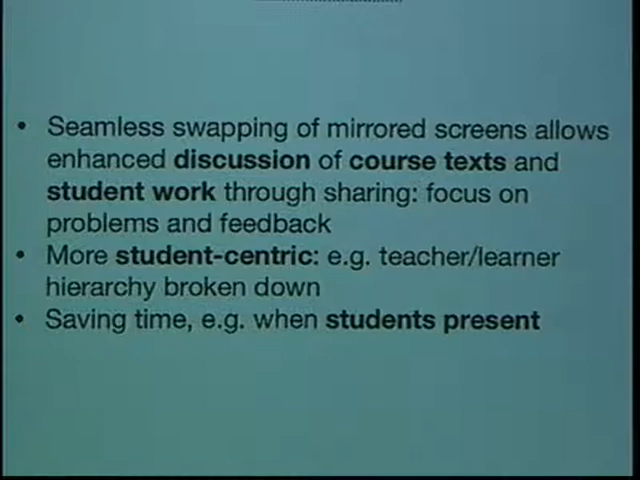 • Seamless swapping of mirrored screens allows
enhanced discussion of course texts and
student work through sharing: focus on
problems and feedback
• More student-centric: e.g. teacher/learner
hierarchy broken down
• Saving time, e.g. when students present